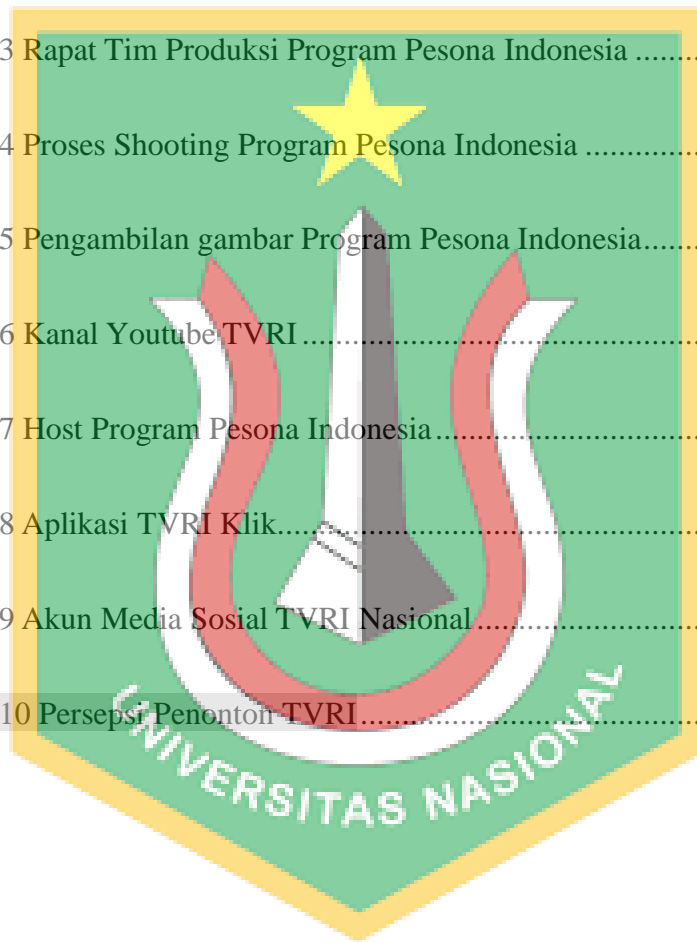 3 Rapat Tim Produksi Program Pesona Indonesia ........
4 Proses Shooting Program Pesona Indonesia ..............
5 Pengambilan gambar Program Pesona Indonesia.......
6 Kanal Youtube TVRI .................................................
7 Host Program Pesona Indonesia .................................
8 Aplikasi TVRI Klik.....................................................
9 Akun Media Sosial TVRI Nasional............................
10 Persepsi Penonton TVRI...........................................
UNIVERSITAS NASIONAL